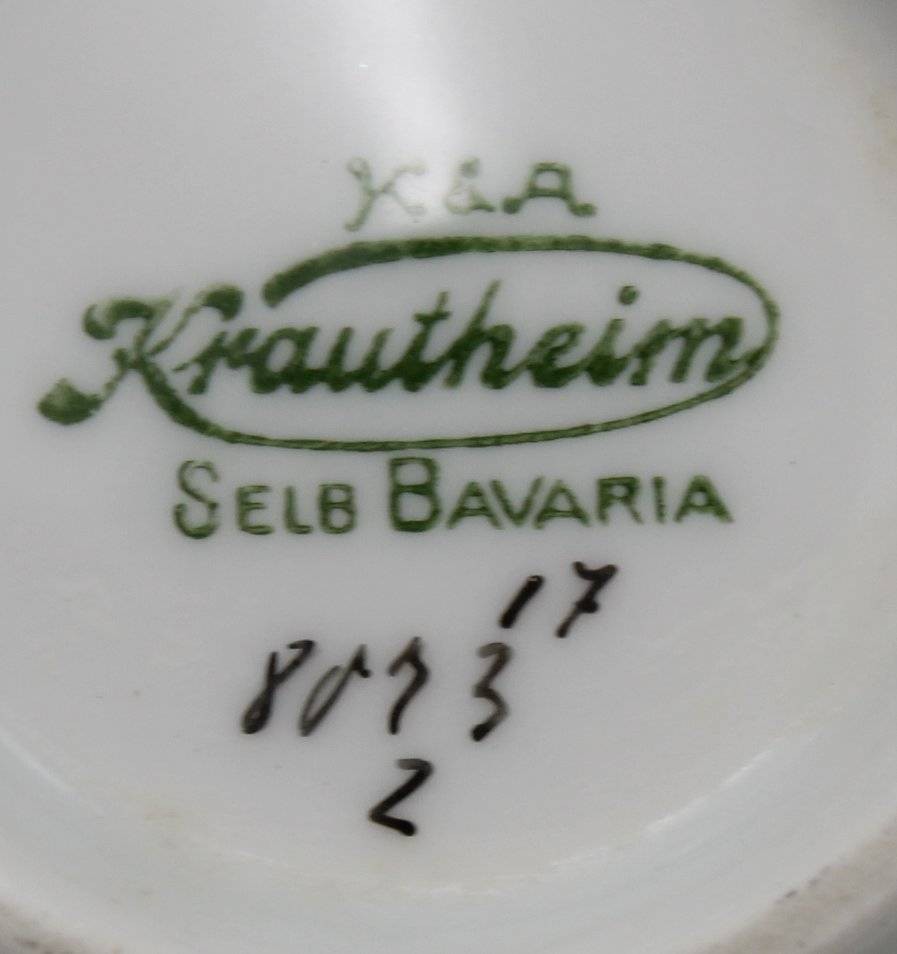 K & A
Krautheim
SELB BAVARIA
17
8073
2